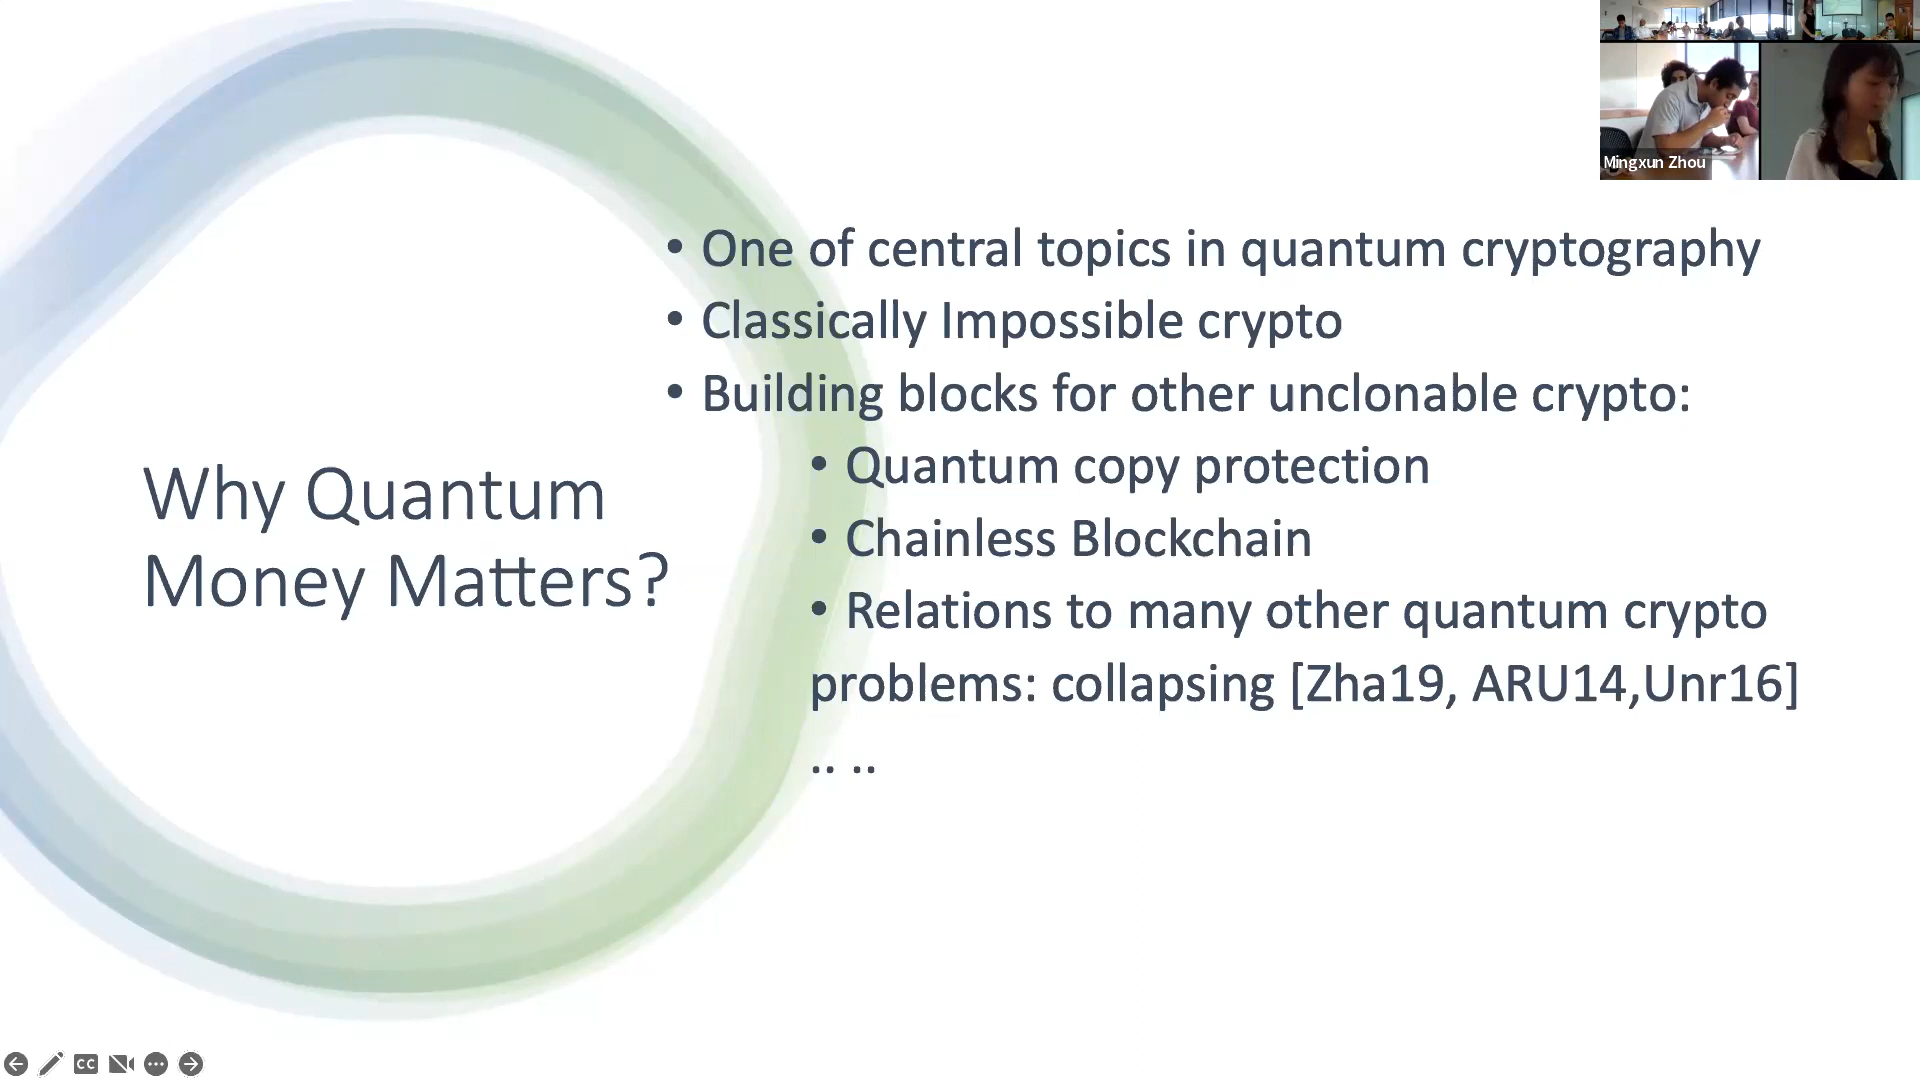 Mingxun Zhou
• One of central topics in quantum cryptography
• Classically Impossible crypto
• Building blocks for other unclonable crypto:
• Quantum copy protection
• Chainless Blockchain
• Relations to many other quantum crypto
problems: collapsing [Zha19, ARU14,Unr16]
.. ..
Why Quantum
Money Matters?
CC